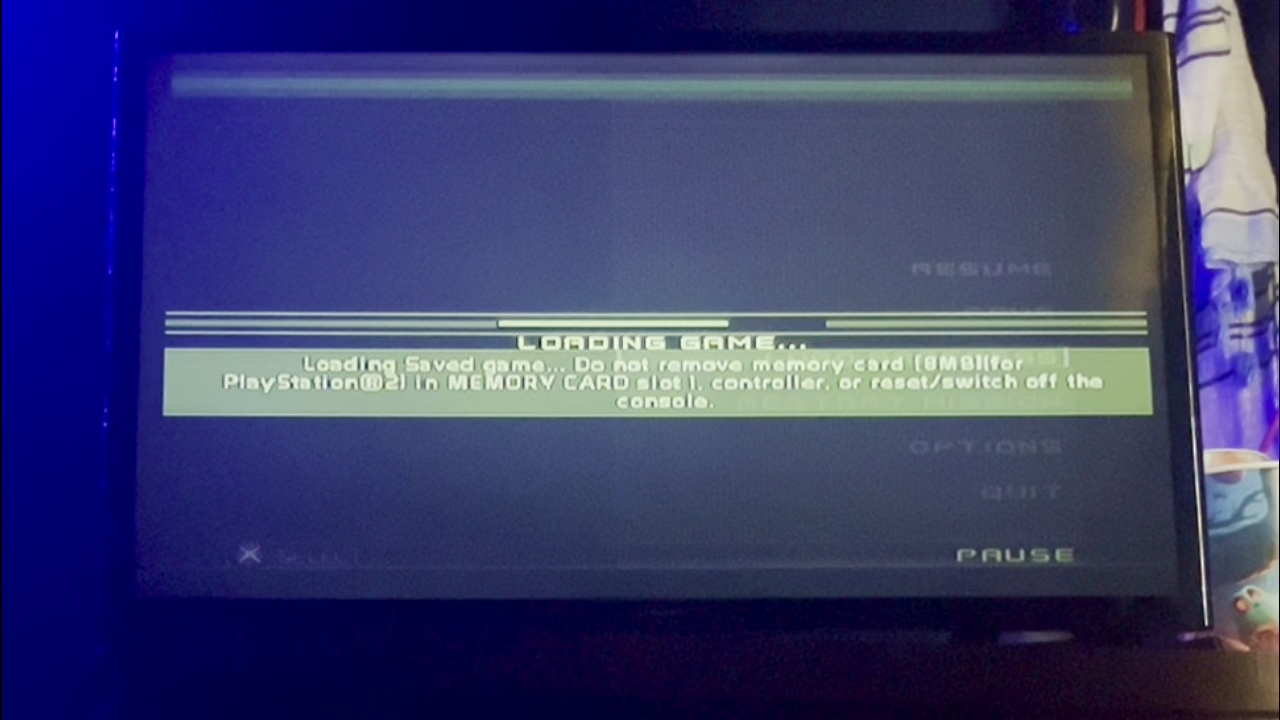 RESUME
LOADING GAME...
Loading Saved game... Do not remove memory card (8MB)(for
PlayStation®2) in MEMORY CARD slot 1, controller, or reset/switch off the
console.
OPTIONS
QUIT
SELECT
PAUSE